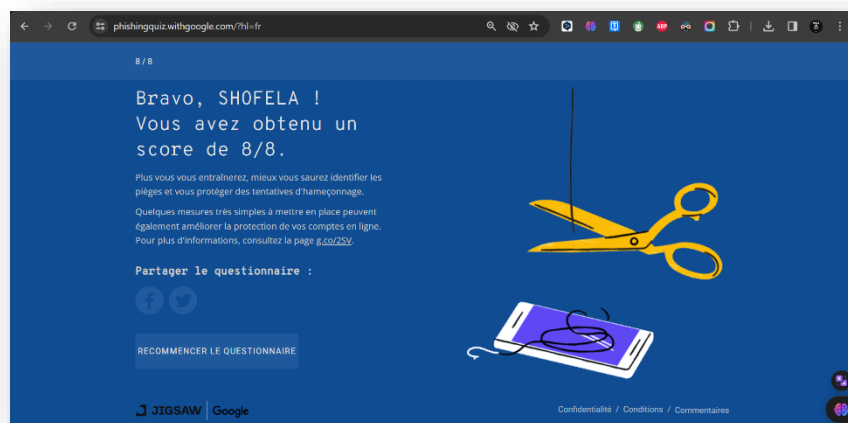 phishingquiz.withgoogle.com/?hl=fr
ABP
8 / 8
Bravo, SHOFELA !
Vous avez obtenu un
score de 8/8.
Plus vous vous entraînerez, mieux vous saurez identifier les
pièges et vous protéger des tentatives d'hameçonnage.
Quelques mesures très simples à mettre en place peuvent
également améliorer la protection de vos comptes en ligne.
Pour plus d'informations, consultez la page g.co/2SV.
Partager le questionnaire :
RECOMMENCER LE QUESTIONNAIRE
JIGSAW | Google
Confidentialité / Conditions / Commentaires